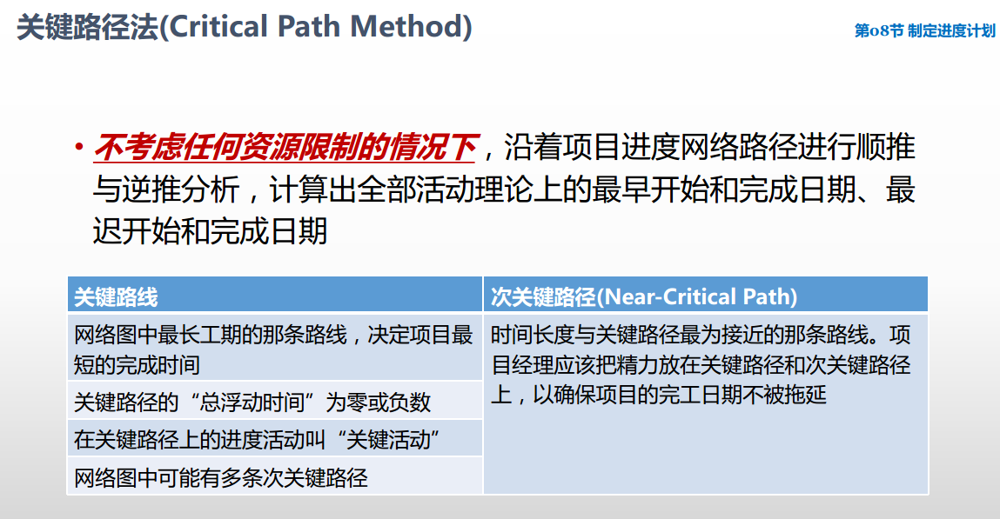 关键路径法(Critical Path Method)
第08节 制定进度计划
• 不考虑任何资源限制的情况下，沿着项目进度网络路径进行顺推
与逆推分析，计算出全部活动理论上的最早开始和完成日期、最
迟开始和完成日期
关键路线
次关键路径(Near-Critical Path)
网络图中最长工期的那条路线，决定项目最
短的完成时间
关键路径的“总浮动时间”为零或负数
在关键路径上的进度活动叫“关键活动”
网络图中可能有多条次关键路径
时间长度与关键路径最为接近的那条路线。项
目经理应该把精力放在关键路径和次关键路径
上，以确保项目的完工日期不被拖延